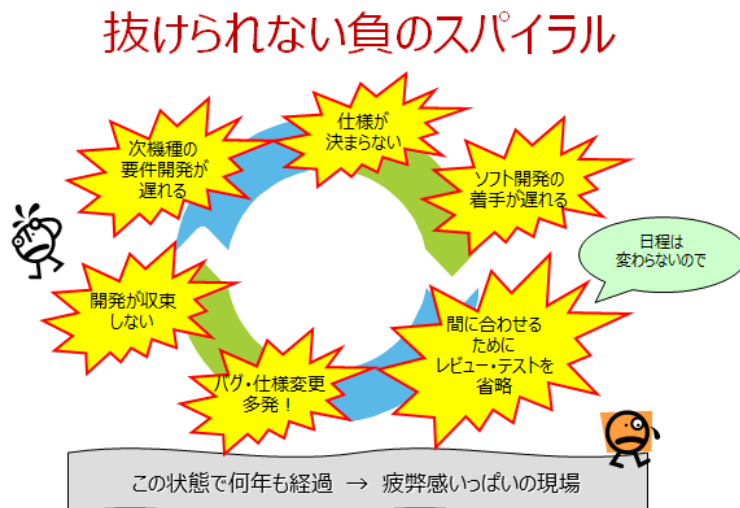 抜けられない負のスパイラル
仕様が
決まらない
ソフト開発の
着手が遅れる
日程は
変わらないので
間に合わせる
ために
レビュー・テストを
省略
バグ・仕様変更
多発！
開発が収束
しない
次機種の
要件開発が
遅れる
この状態で何年も経過 → 疲弊感いっぱいの現場